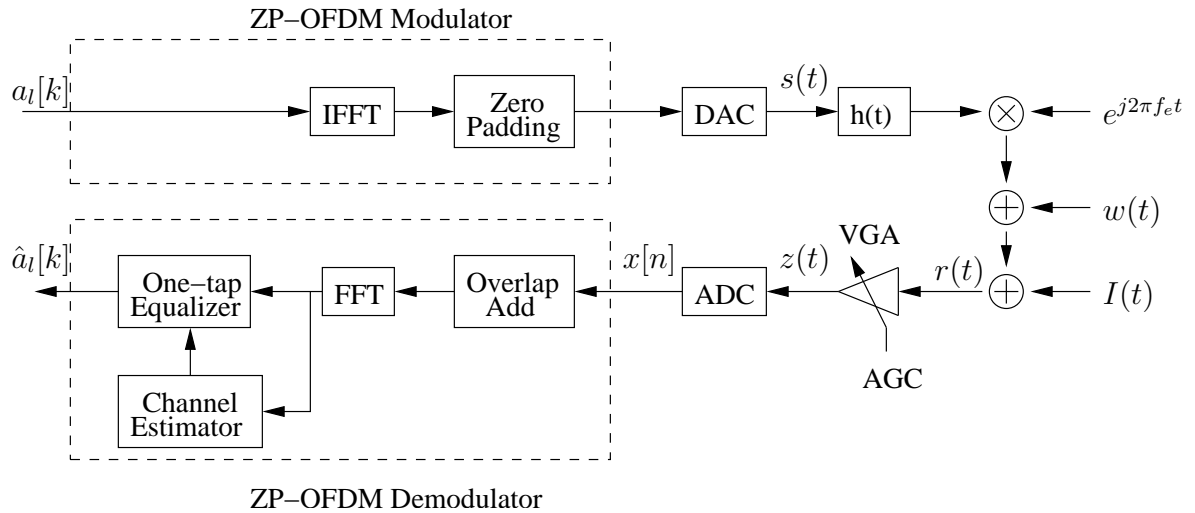 ZP−OFDM Modulator
a_l[k]
IFFT
Zero
Padding
DAC
s(t)
h(t)
×
e^{j2πf_e t}
+
w(t)
â_l[k]
One−tap
Equalizer
FFT
Overlap
Add
x[n]
ADC
z(t)
VGA
r(t)
+
I(t)
AGC
Channel
Estimator
ZP−OFDM Demodulator